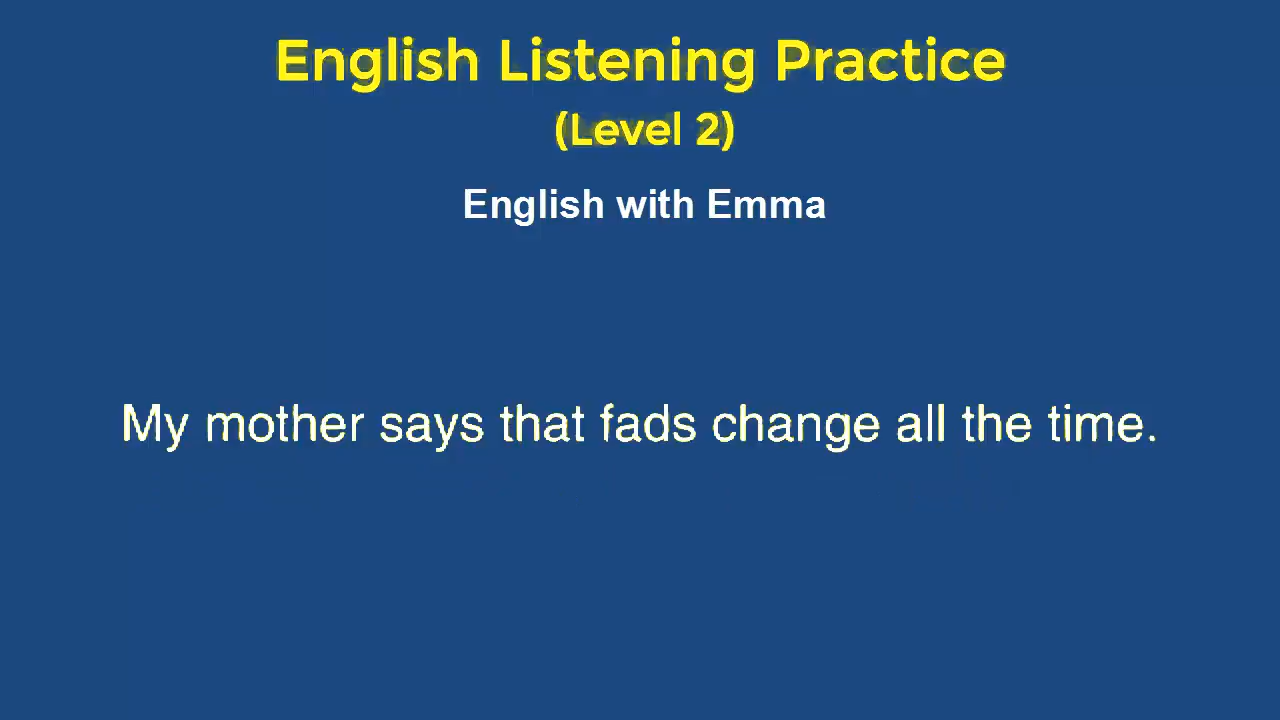 English Listening Practice
(Level 2)
English with Emma
My mother says that fads change all the time.